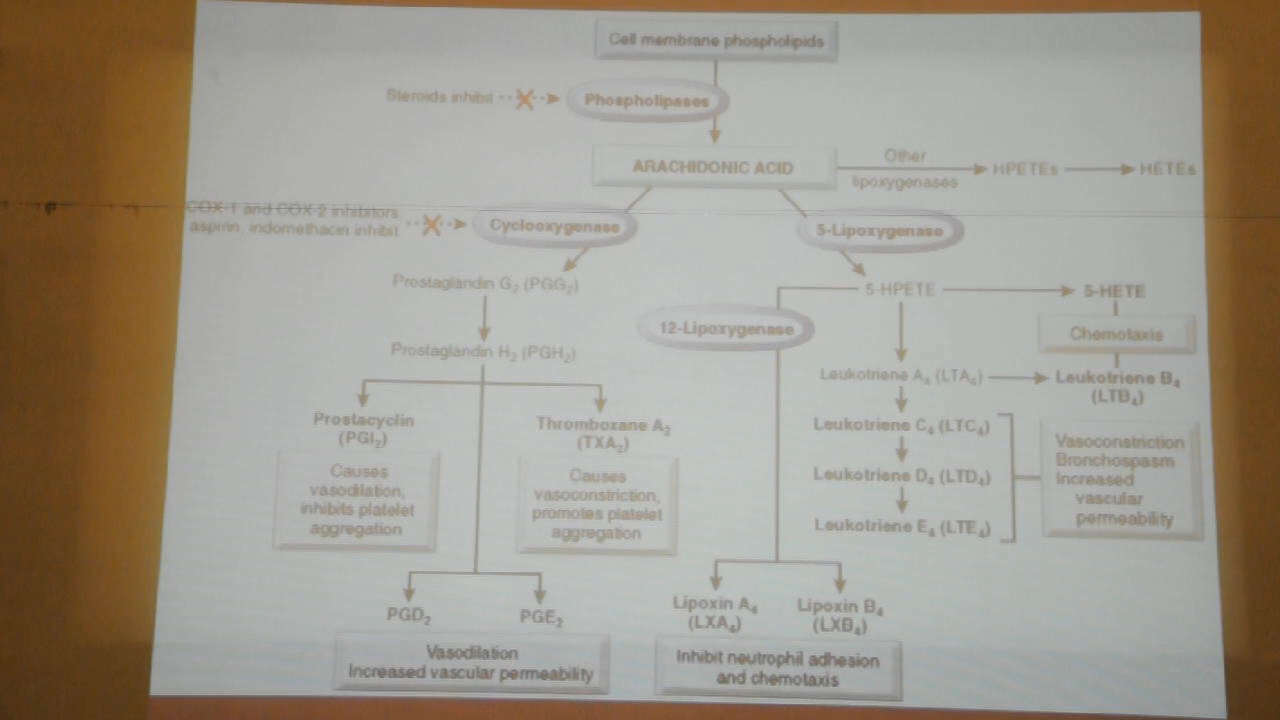 Cell membrane phospholipids
Steroids inhibit
Phospholipases
ARACHIDONIC ACID
Other
lipoxygenases
HPETEs
HETEs
COX-1 and COX-2 inhibitors,
aspirin, indomethacin inhibit
Cyclooxygenase
5-Lipoxygenase
Prostaglandin G₂ (PGG₂)
5-HPETE
5-HETE
12-Lipoxygenase
Chemotaxis
Prostaglandin H₂ (PGH₂)
Leukotriene A₄ (LTA₄)
Leukotriene B₄
(LTB₄)
Prostacyclin
(PGI₂)
Thromboxane A₂
(TXA₂)
Leukotriene C₄ (LTC₄)
Leukotriene D₄ (LTD₄)
Leukotriene E₄ (LTE₄)
Vasoconstriction
Bronchospasm
Increased
vascular
permeability
Causes
vasodilation,
inhibits platelet
aggregation
Causes
vasoconstriction,
promotes platelet
aggregation
PGD₂
PGE₂
Lipoxin A₄
(LXA₄)
Lipoxin B₄
(LXB₄)
Vasodilation
Increased vascular permeability
Inhibit neutrophil adhesion
and chemotaxis